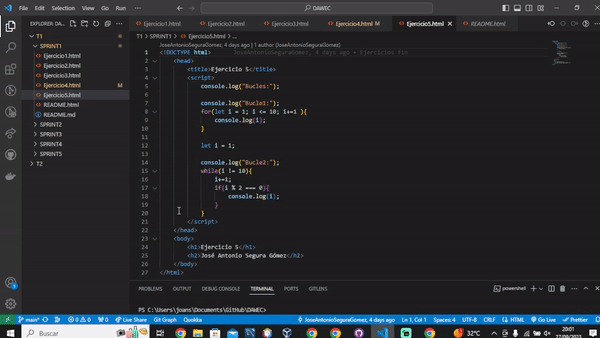 File Edit Selection View Go Run
DAWEC
EXPLORER: DA...
Ejercicio1.html
Ejercicio2.html
Ejercicio3.html
Ejercicio4.html M
Ejercicio5.html
README.html
T1
SPRINT1
Ejercicio1.html
Ejercicio2.html
Ejercicio3.html
Ejercicio4.html M
Ejercicio5.html
README.html
README.md
SPRINT2
SPRINT3
SPRINT4
SPRINT5
T2
T1 > SPRINT1 > Ejercicio5.html > ...
JoseAntonioSeguraGomez, 4 days ago | 1 author (JoseAntonioSeguraGomez)
1 <!DOCTYPE html> JoseAntonioSeguraGomez, 4 days ago • Ejercicios fin
2 <head>
3 <title>Ejercicio 5</title>
4 <script>
5 console.log("Bucles:");
6
7 console.log("Bucle1:");
8 for(let i = 1; i <= 10; i+=1 ){
9 console.log(i);
10 }
11
12 let i = 1;
13
14 console.log("Bucle2:");
15 while(i != 10){
16 i+=1;
17 if(i % 2 === 0){
18 console.log(i);
19 }
20 }
21 </script>
22 </head>
23 <body>
24 <h1>Ejercicio 5</h1>
25 <h2>José Antonio Segura Gómez</h2>
26 </body>
27 </html>
PROBLEMS OUTPUT DEBUG CONSOLE TERMINAL PORTS GITLENS
powershell
PS C:\Users\joans\Documents\GitHub\DAWEC>
main* Live Share Git Graph Quokka
JoseAntonioSeguraGomez, 4 days ago Ln 1, Col 1 Spaces: 4 UTF-8 CRLF HTML Go Live Prettier
Buscar
32°C
20:01
27/09/2023